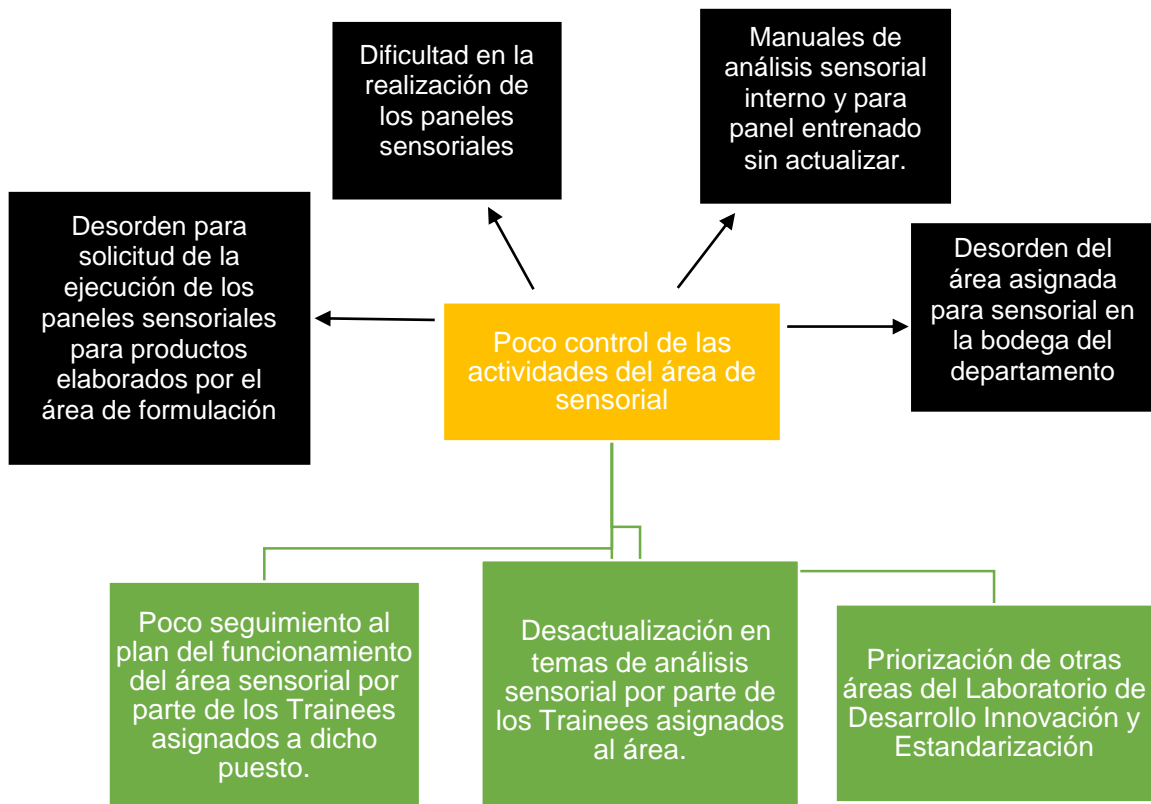 Dificultad en la
realización de
los paneles
sensoriales
Manuales de
análisis sensorial
interno y para
panel entrenado
sin actualizar.
Desorden para
solicitud de la
ejecución de los
paneles sensoriales
para productos
elaborados por el
área de formulación
Desorden del
área asignada
para sensorial en
la bodega del
departamento
Poco control de las
actividades del área de
sensorial
Poco seguimiento al
plan del funcionamiento
del área sensorial por
parte de los Trainees
asignados a dicho
puesto.
Desactualización en
temas de análisis
sensorial por parte de
los Trainees asignados
al área.
Priorización de otras
áreas del Laboratorio de
Desarrollo Innovación y
Estandarización